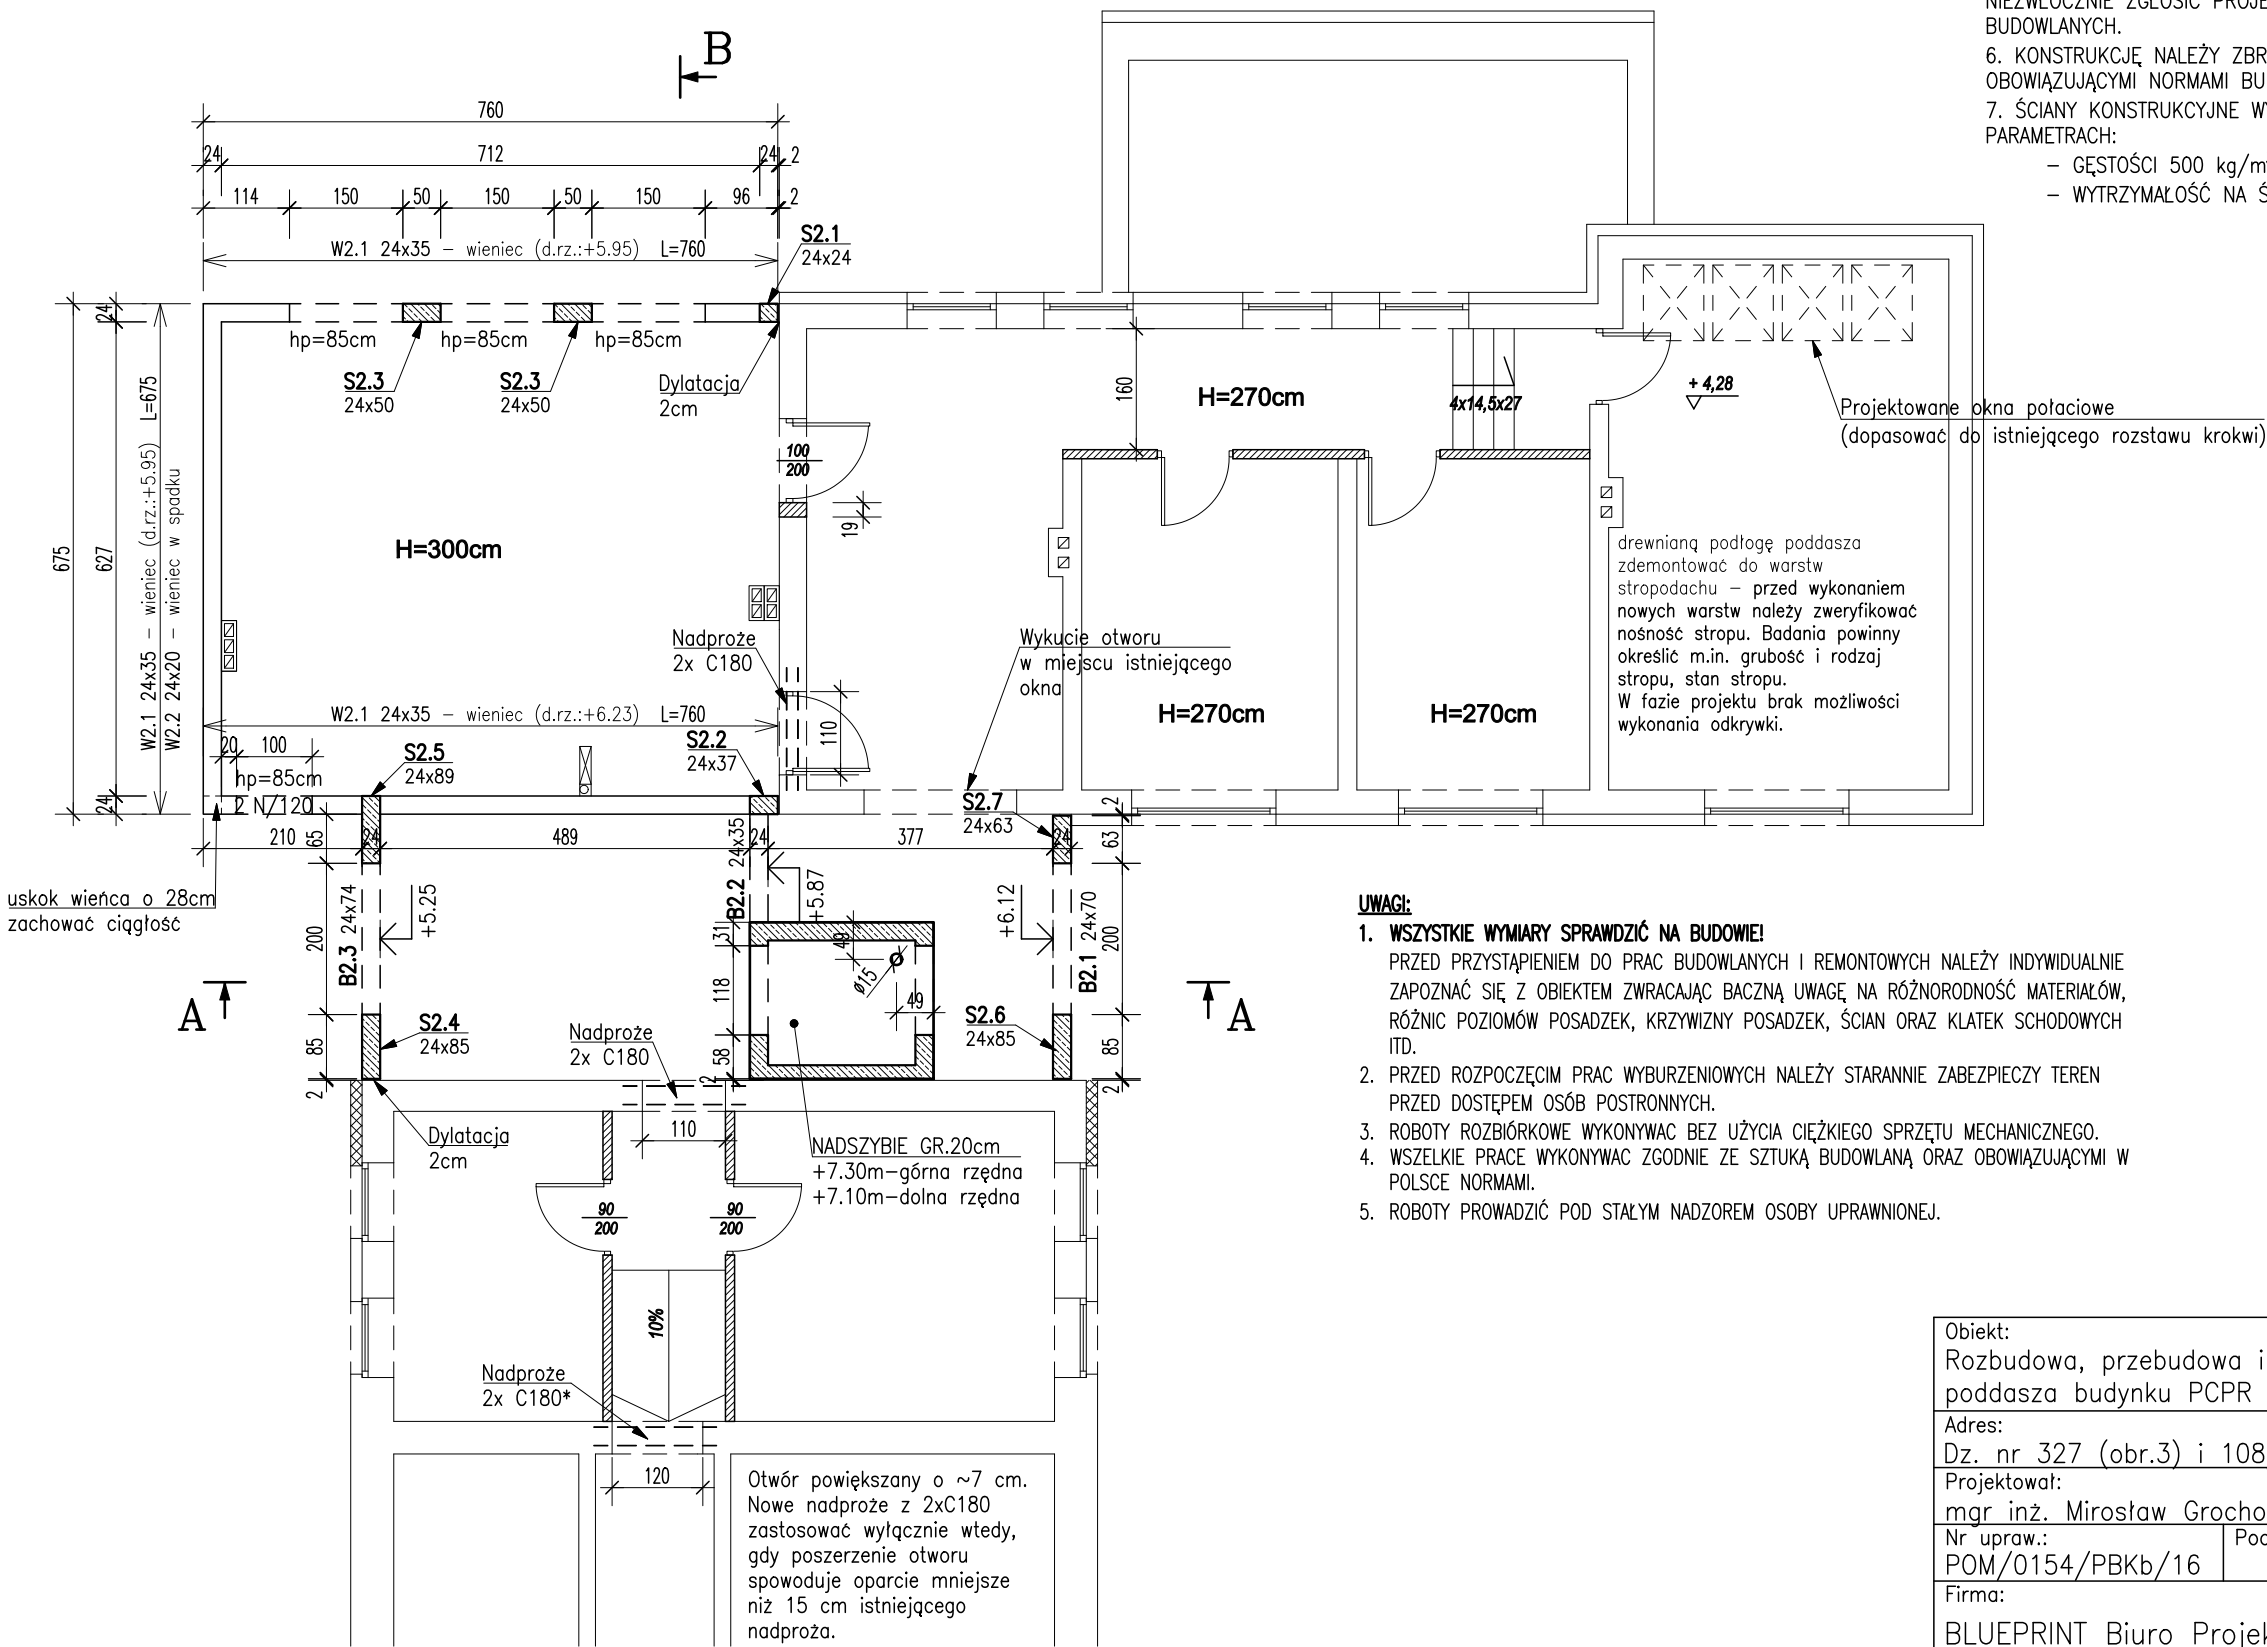 B
760
24
712
24
2
114
150
50
150
50
150
96
2
W2.1 24x35 – wieniec (d.rz.:+5.95) L=760
S2.1
24x24
hp=85cm
hp=85cm
hp=85cm
S2.3
24x50
S2.3
24x50
Dylatacja
2cm
675
24
627
24
W2.1 24x35 – wieniec (d.rz.:+5.95) L=675
W2.2 24x20 – wieniec w spadku
H=300cm
100
200
19
160
H=270cm
4x14,5x27
+ 4,28
Projektowane okna połaciowe
(dopasować do istniejącego rozstawu krokwi)
Nadproże
2x C180
110
Wykucie otworu
w miejscu istniejącego
okna
H=270cm
H=270cm
drewnianą podłogę poddasza
zdemontować do warstw
stropodachu – przed wykonaniem
nowych warstw należy zweryfikować
nośność stropu. Badania powinny
określić m.in. grubość i rodzaj
stropu, stan stropu.
W fazie projektu brak możliwości
wykonania odkrywki.
W2.1 24x35 – wieniec (d.rz.:+6.23) L=760
20
100
hp=85cm
2 N/120
S2.5
24x89
S2.2
24x37
S2.7
24x63
210
24
489
24
377
24
65
200
85
2
2
63
200
85
2
uskok wieńca o 28cm
zachować ciągłość
B2.3 24x74
+5.25
B2.2 24x35
+5.87
+6.12
B2.1 24x70
31
118
58
2
49
ø15
49
A
A
S2.4
24x85
S2.6
24x85
Nadproże
2x C180
110
Dylatacja
2cm
NADSZYBIE GR.20cm
+7.30m–górna rzędna
+7.10m–dolna rzędna
90
200
90
200
10%
Nadproże
2x C180*
120
Otwór powiększany o ~7 cm.
Nowe nadproże z 2xC180
zastosować wyłącznie wtedy,
gdy poszerzenie otworu
spowoduje oparcie mniejsze
niż 15 cm istniejącego
nadproża.
NIEZWŁOCZNIE ZGŁOSIĆ PROJE
BUDOWLANYCH.
6. KONSTRUKCJĘ NALEŻY ZBR
OBOWIĄZUJĄCYMI NORMAMI BU
7. ŚCIANY KONSTRUKCYJNE W
PARAMETRACH:
– GĘSTOŚCI 500 kg/m
– WYTRZYMAŁOŚĆ NA Ś
UWAGI:
1. WSZYSTKIE WYMIARY SPRAWDZIĆ NA BUDOWIE!
PRZED PRZYSTĄPIENIEM DO PRAC BUDOWLANYCH I REMONTOWYCH NALEŻY INDYWIDUALNIE
ZAPOZNAĆ SIĘ Z OBIEKTEM ZWRACAJĄC BACZNĄ UWAGĘ NA RÓŻNORODNOŚĆ MATERIAŁÓW,
RÓŻNIC POZIOMÓW POSADZEK, KRZYWIZNY POSADZEK, ŚCIAN ORAZ KLATEK SCHODOWYCH
ITD.
2. PRZED ROZPOCZĘCIM PRAC WYBURZENIOWYCH NALEŻY STARANNIE ZABEZPIECZY TEREN
PRZED DOSTĘPEM OSÓB POSTRONNYCH.
3. ROBOTY ROZBIÓRKOWE WYKONYWAC BEZ UŻYCIA CIĘŻKIEGO SPRZĘTU MECHANICZNEGO.
4. WSZELKIE PRACE WYKONYWAC ZGODNIE ZE SZTUKĄ BUDOWLANĄ ORAZ OBOWIĄZUJĄCYMI W
POLSCE NORMAMI.
5. ROBOTY PROWADZIĆ POD STAŁYM NADZOREM OSOBY UPRAWNIONEJ.
Obiekt:
Rozbudowa, przebudowa i
poddasza budynku PCPR
Adres:
Dz. nr 327 (obr.3) i 108
Projektował:
mgr inż. Mirosław Grocho
Nr upraw.:
POM/0154/PBKb/16
Firma:
BLUEPRINT Biuro Projek